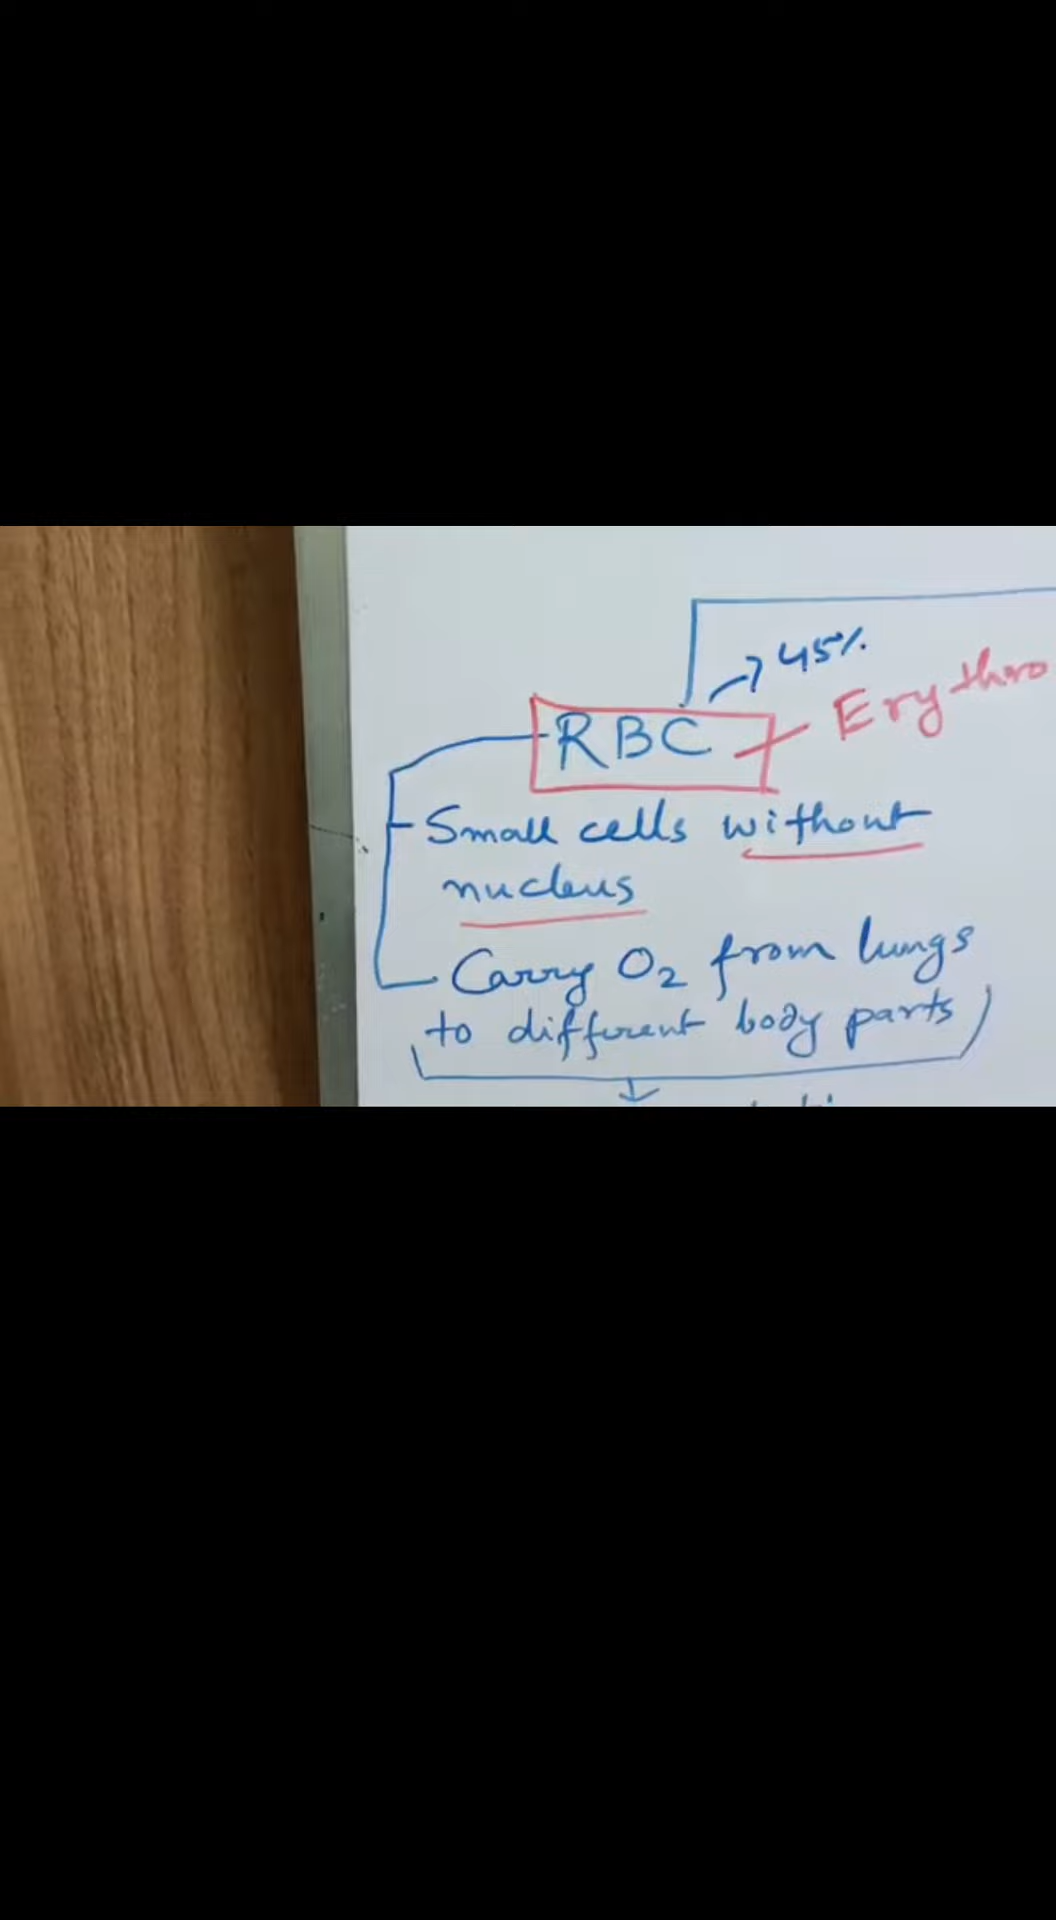 45%
RBC Erythro
Small cells without
nucleus
Carry O2 from lungs
to different body parts